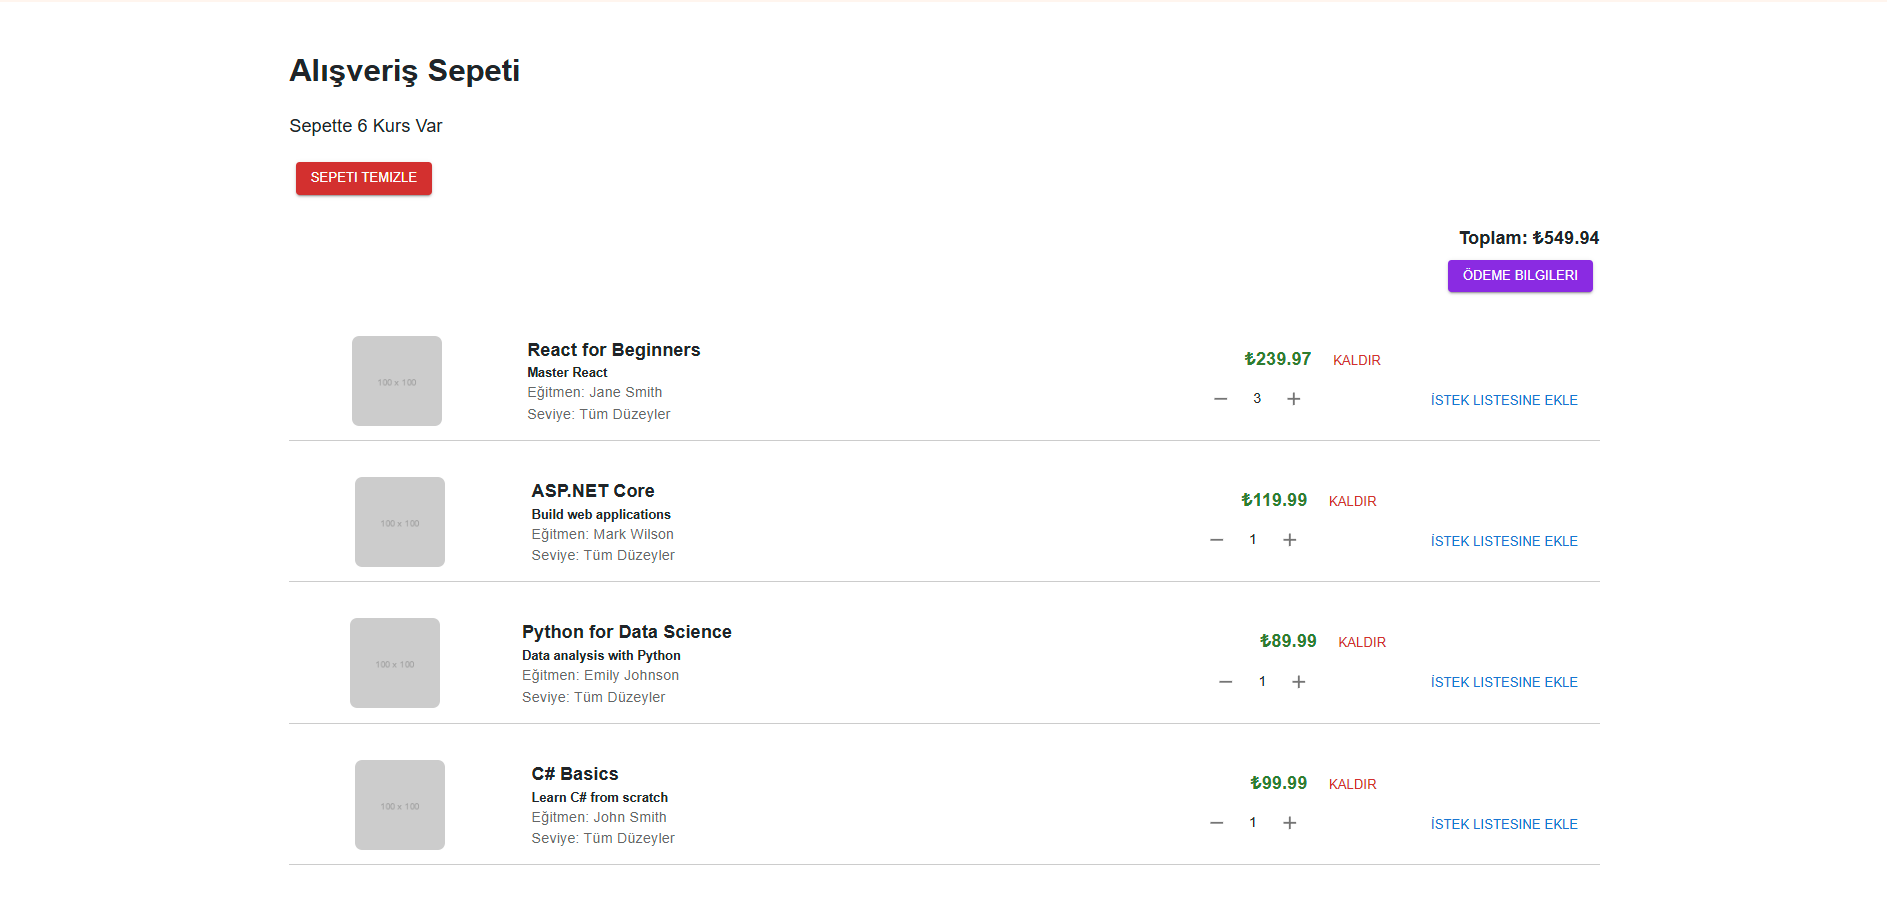 Alışveriş Sepeti
Sepette 6 Kurs Var
SEPETI TEMIZLE
Toplam: ₺549.94
ÖDEME BILGILERI
100 x 100
React for Beginners
Master React
Eğitmen: Jane Smith
Seviye: Tüm Düzeyler
₺239.97 KALDIR
3
İSTEK LISTESINE EKLE
100 x 100
ASP.NET Core
Build web applications
Eğitmen: Mark Wilson
Seviye: Tüm Düzeyler
₺119.99 KALDIR
1
İSTEK LISTESINE EKLE
100 x 100
Python for Data Science
Data analysis with Python
Eğitmen: Emily Johnson
Seviye: Tüm Düzeyler
₺89.99 KALDIR
1
İSTEK LISTESINE EKLE
100 x 100
C# Basics
Learn C# from scratch
Eğitmen: John Smith
Seviye: Tüm Düzeyler
₺99.99 KALDIR
1
İSTEK LISTESINE EKLE